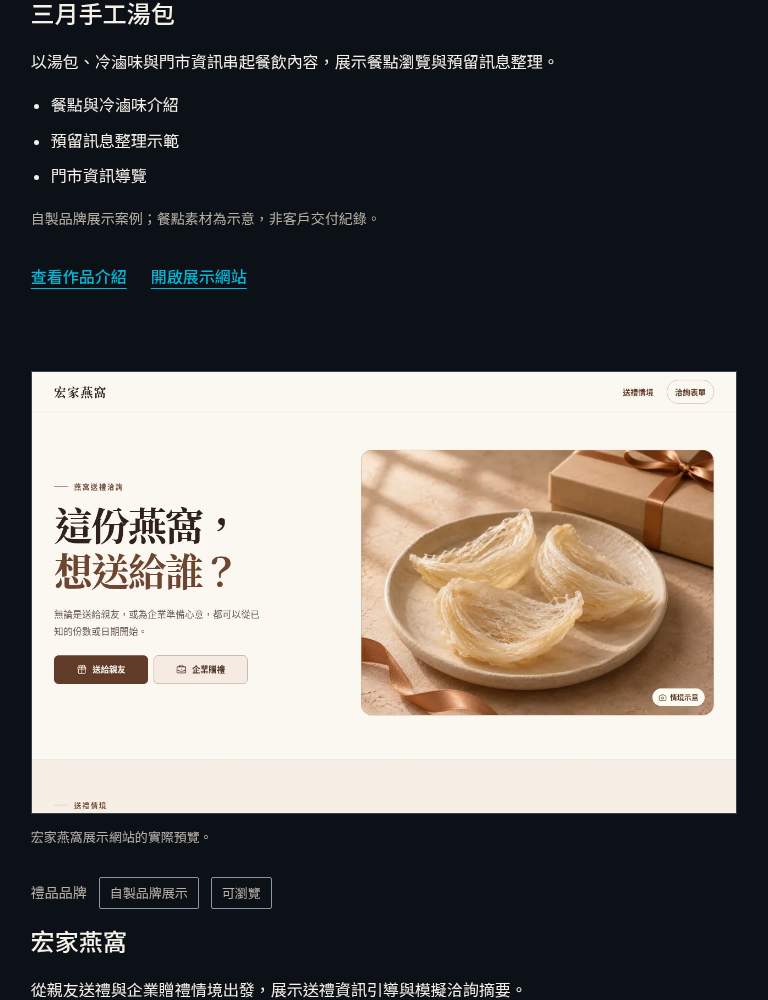 三月手工湯包
以湯包、冷滷味與門市資訊串起餐飲內容，展示餐點瀏覽與預留訊息整理。
餐點與冷滷味介紹
預留訊息整理示範
門市資訊導覽
自製品牌展示案例；餐點素材為示意，非客戶交付紀錄。
查看作品介紹 開啟展示網站
宏家燕窩 送禮情境 洽詢表單
燕窩送禮洽詢
這份燕窩，
想送給誰？
無論是送給親友，或為企業準備心意，都可以從已
知的份數或日期開始。
送給親友 企業贈禮
情境示意
送禮情境
宏家燕窩展示網站的實際預覽。
禮品品牌 自製品牌展示 可瀏覽
宏家燕窩
從親友送禮與企業贈禮情境出發，展示送禮資訊引導與模擬洽詢摘要。